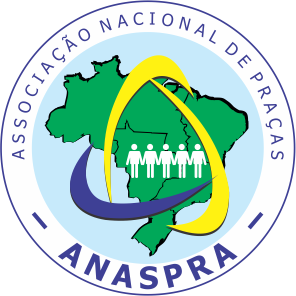 ASSOCIAÇÃO NACIONAL DE PRAÇAS
- ANASPRA -